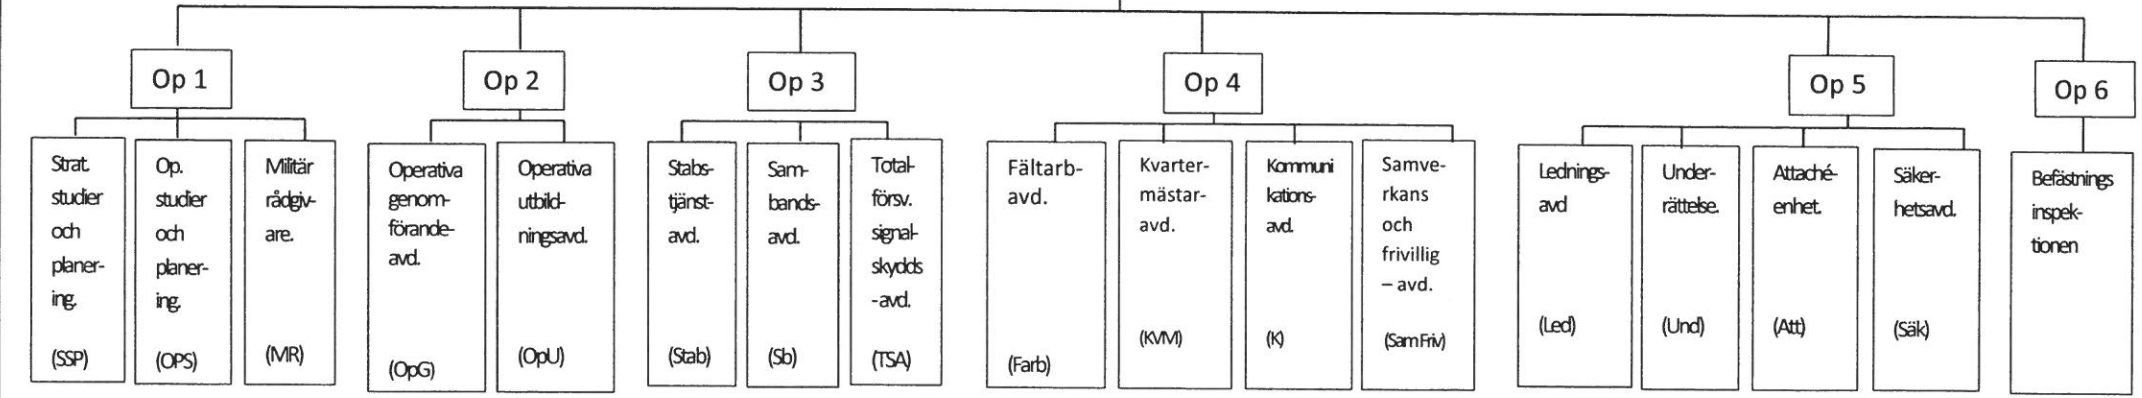 Op 1
Op 2
Op 3
Op 4
Op 5
Op 6
Strat.
studier
och
planer-
ing.
(SSP)
Op.
studier
och
planer-
ing.
(OPS)
Militär
rådgiv-
are.
(MR)
Operativa
genom-
förande-
avd.
(OpG)
Operativa
utbild-
ningsavd.
(OpU)
Stabs-
tjänst-
avd.
(Stab)
Sam-
bands-
avd.
(Sb)
Total-
försv.
signal-
skydds
-avd.
(TSA)
Fältarb-
avd.
(Farb)
Kvarter-
mästar-
avd.
(KVM)
Kommuni
kations-
avd.
(K)
Samve-
rkans
och
frivillig
– avd.
(SamFriv)
Lednings-
avd
(Led)
Under-
rättelse.
(Und)
Attaché-
enhet.
(Att)
Säker-
hetsavd.
(Säk)
Befästnings
inspek-
tionen